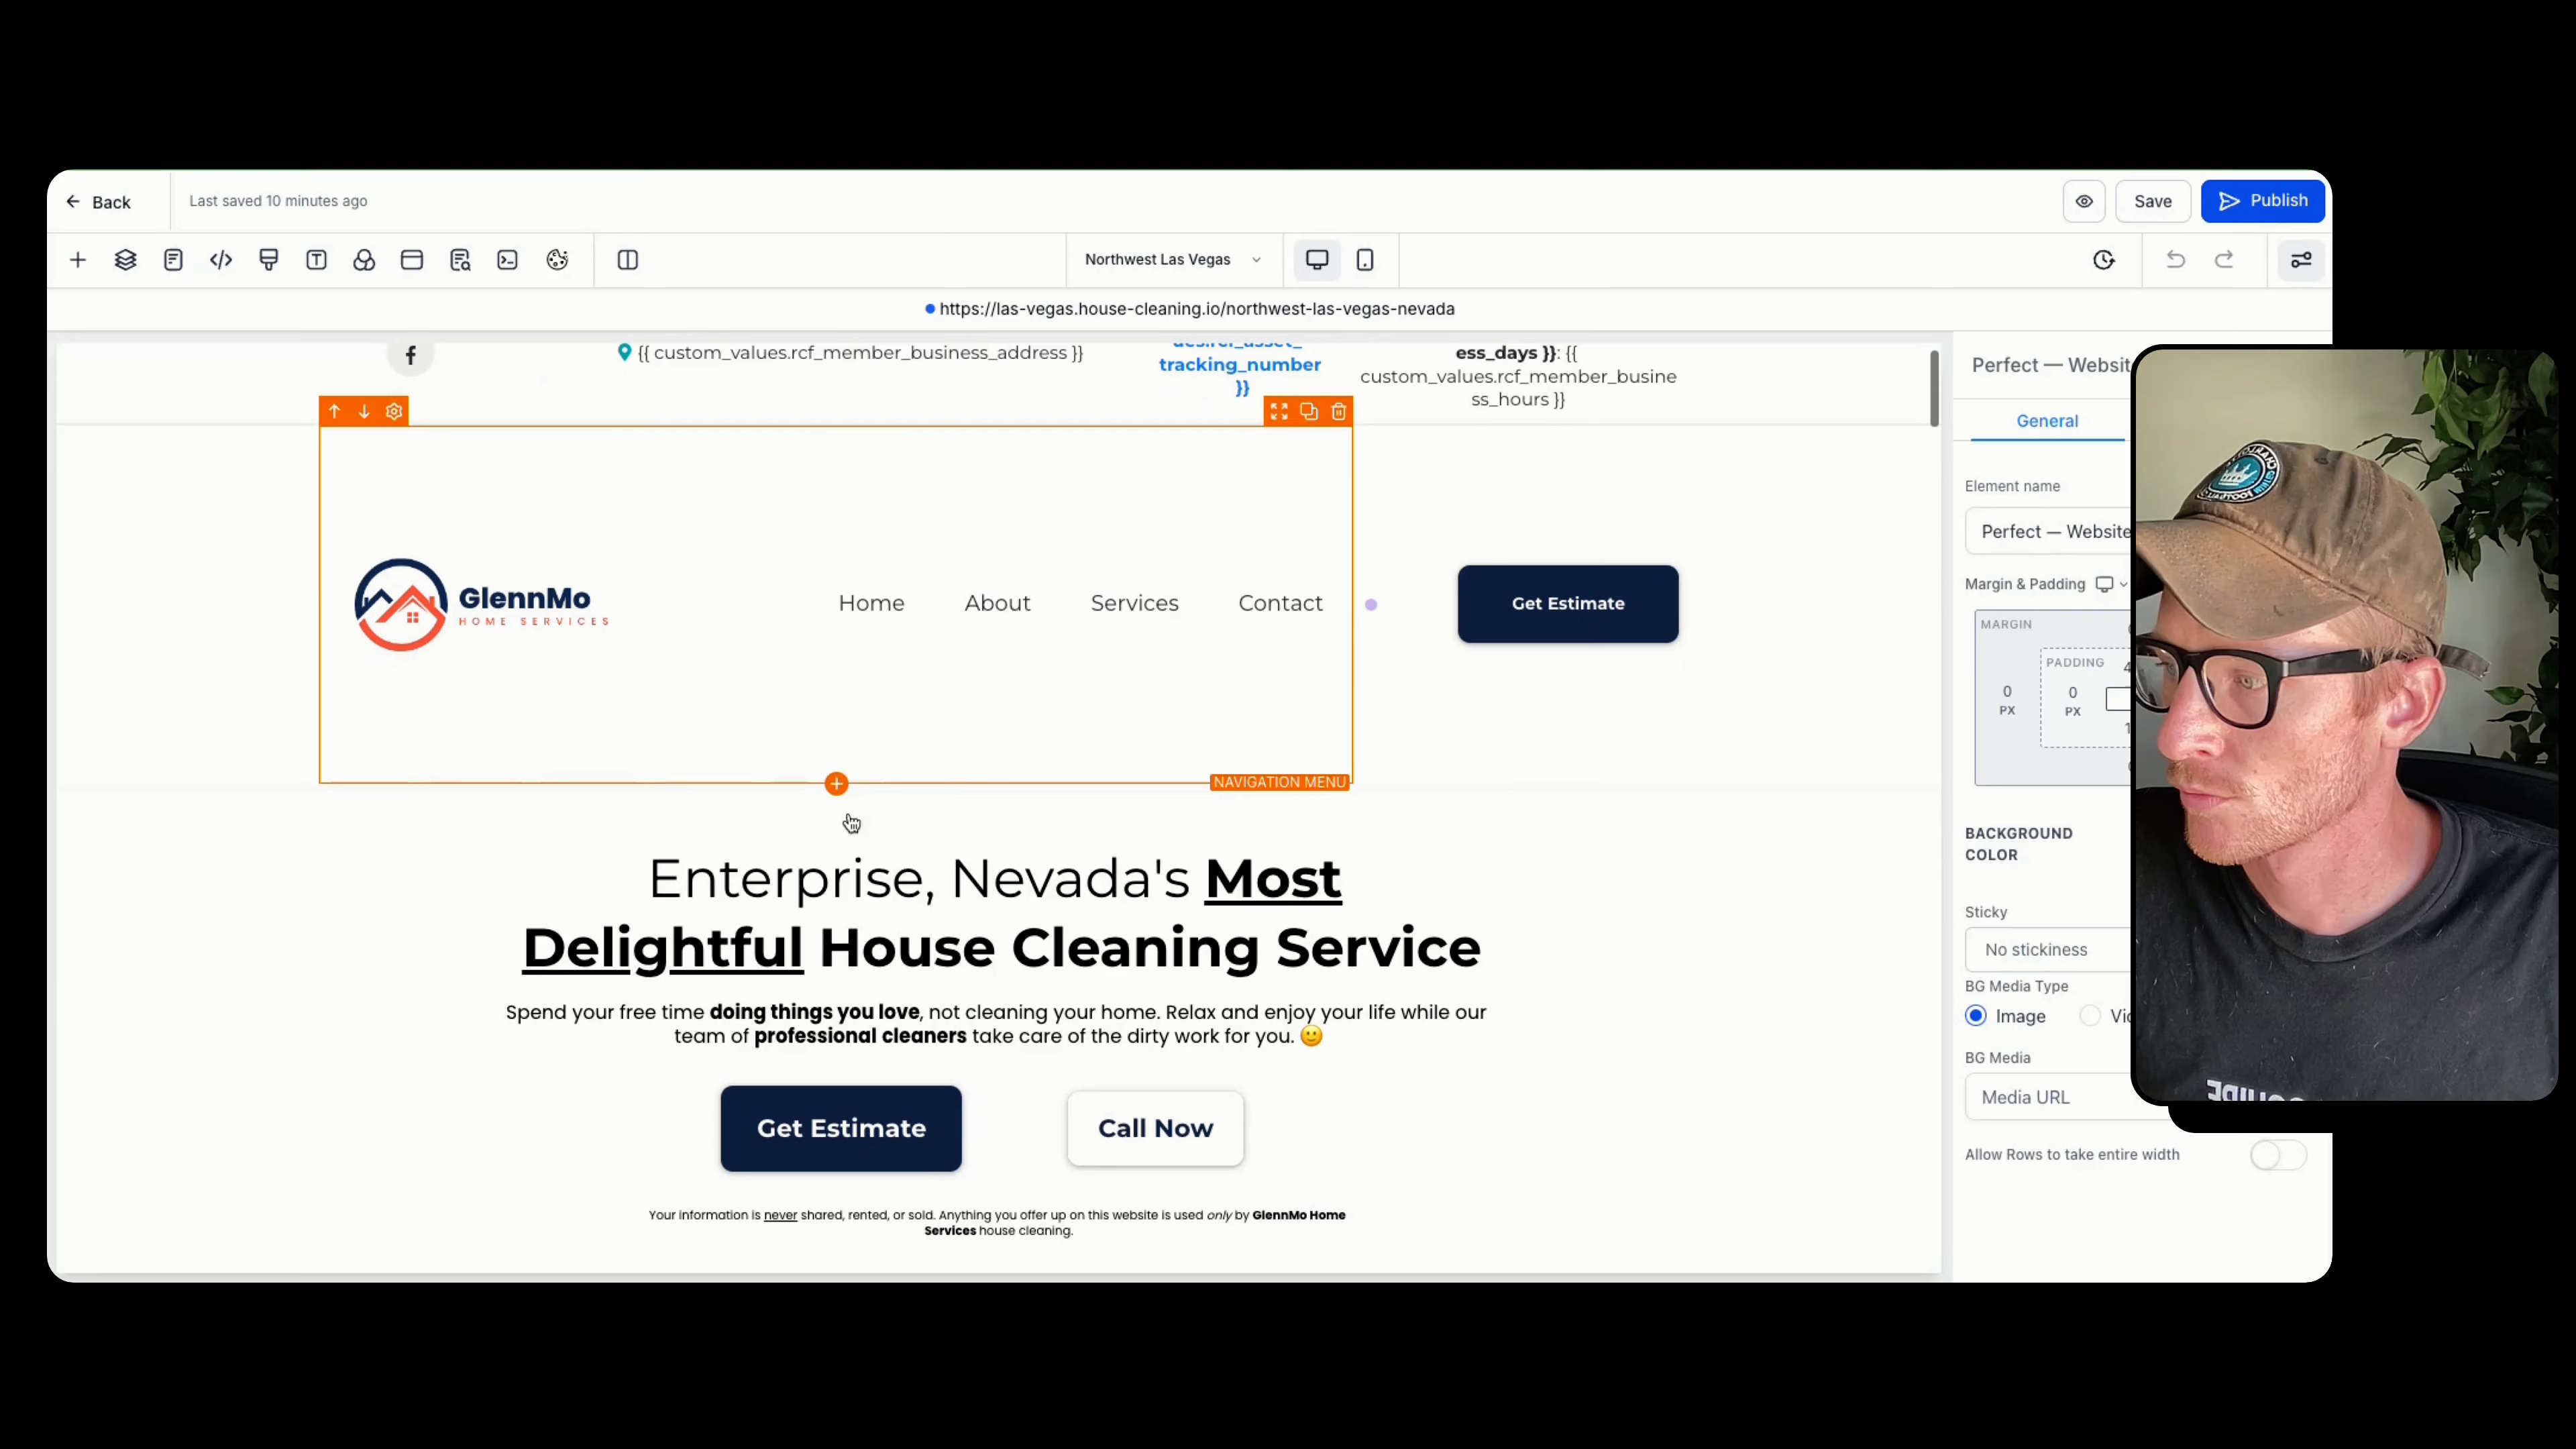 Back
Last saved 10 minutes ago
Save
Publish
Northwest Las Vegas
https://las-vegas.house-cleaning.io/northwest-las-vegas-nevada
{{ custom_values.rcf_member_business_address }}
tracking_number
}}
ess_days }}: {{
custom_values.rcf_member_busine
ss_hours }}
GlennMo
HOME SERVICES
Home
About
Services
Contact
Get Estimate
NAVIGATION MENU
Enterprise, Nevada's Most
Delightful House Cleaning Service
Spend your free time doing things you love, not cleaning your home. Relax and enjoy your life while our
team of professional cleaners take care of the dirty work for you. 🙂
Get Estimate
Call Now
Your information is never shared, rented, or sold. Anything you offer up on this website is used only by GlennMo Home
Services house cleaning.
Perfect — Websit
General
Element name
Perfect — Website
Margin & Padding
MARGIN
PADDING
0
PX
0
PX
BACKGROUND
COLOR
Sticky
No stickiness
BG Media Type
Image
BG Media
Media URL
Allow Rows to take entire width